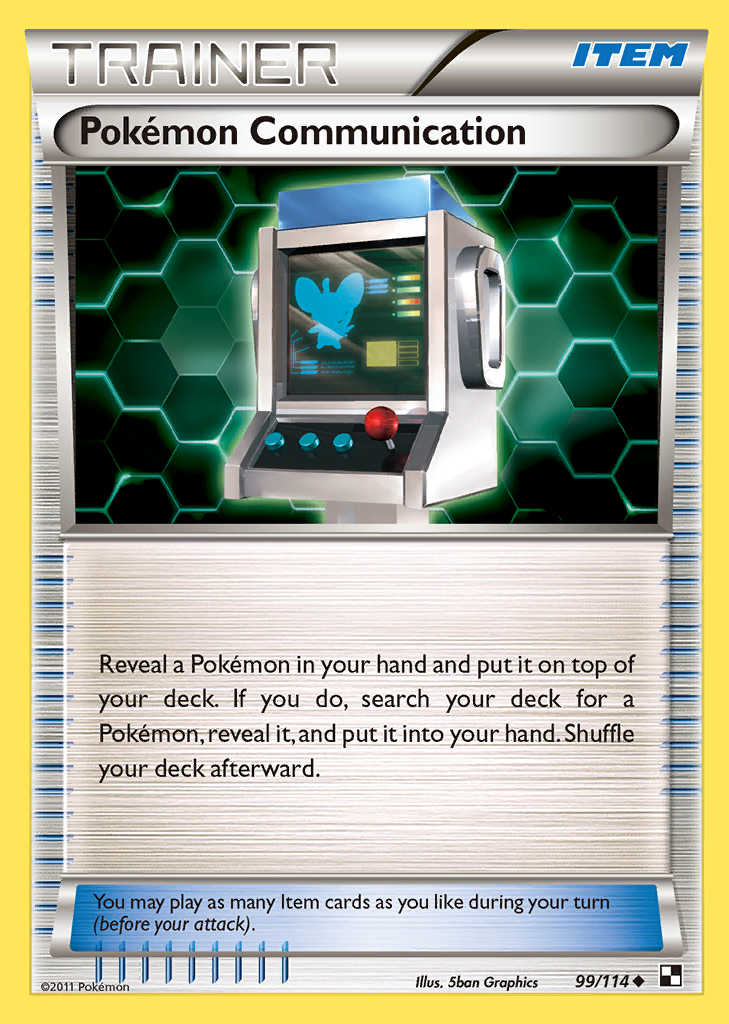 TRAINER
ITEM
Pokémon Communication
Reveal a Pokémon in your hand and put it on top of
your deck. If you do, search your deck for a
Pokémon, reveal it, and put it into your hand. Shuffle
your deck afterward.
You may play as many Item cards as you like during your turn
(before your attack).
©2011 Pokémon
Illus. 5ban Graphics
99/114